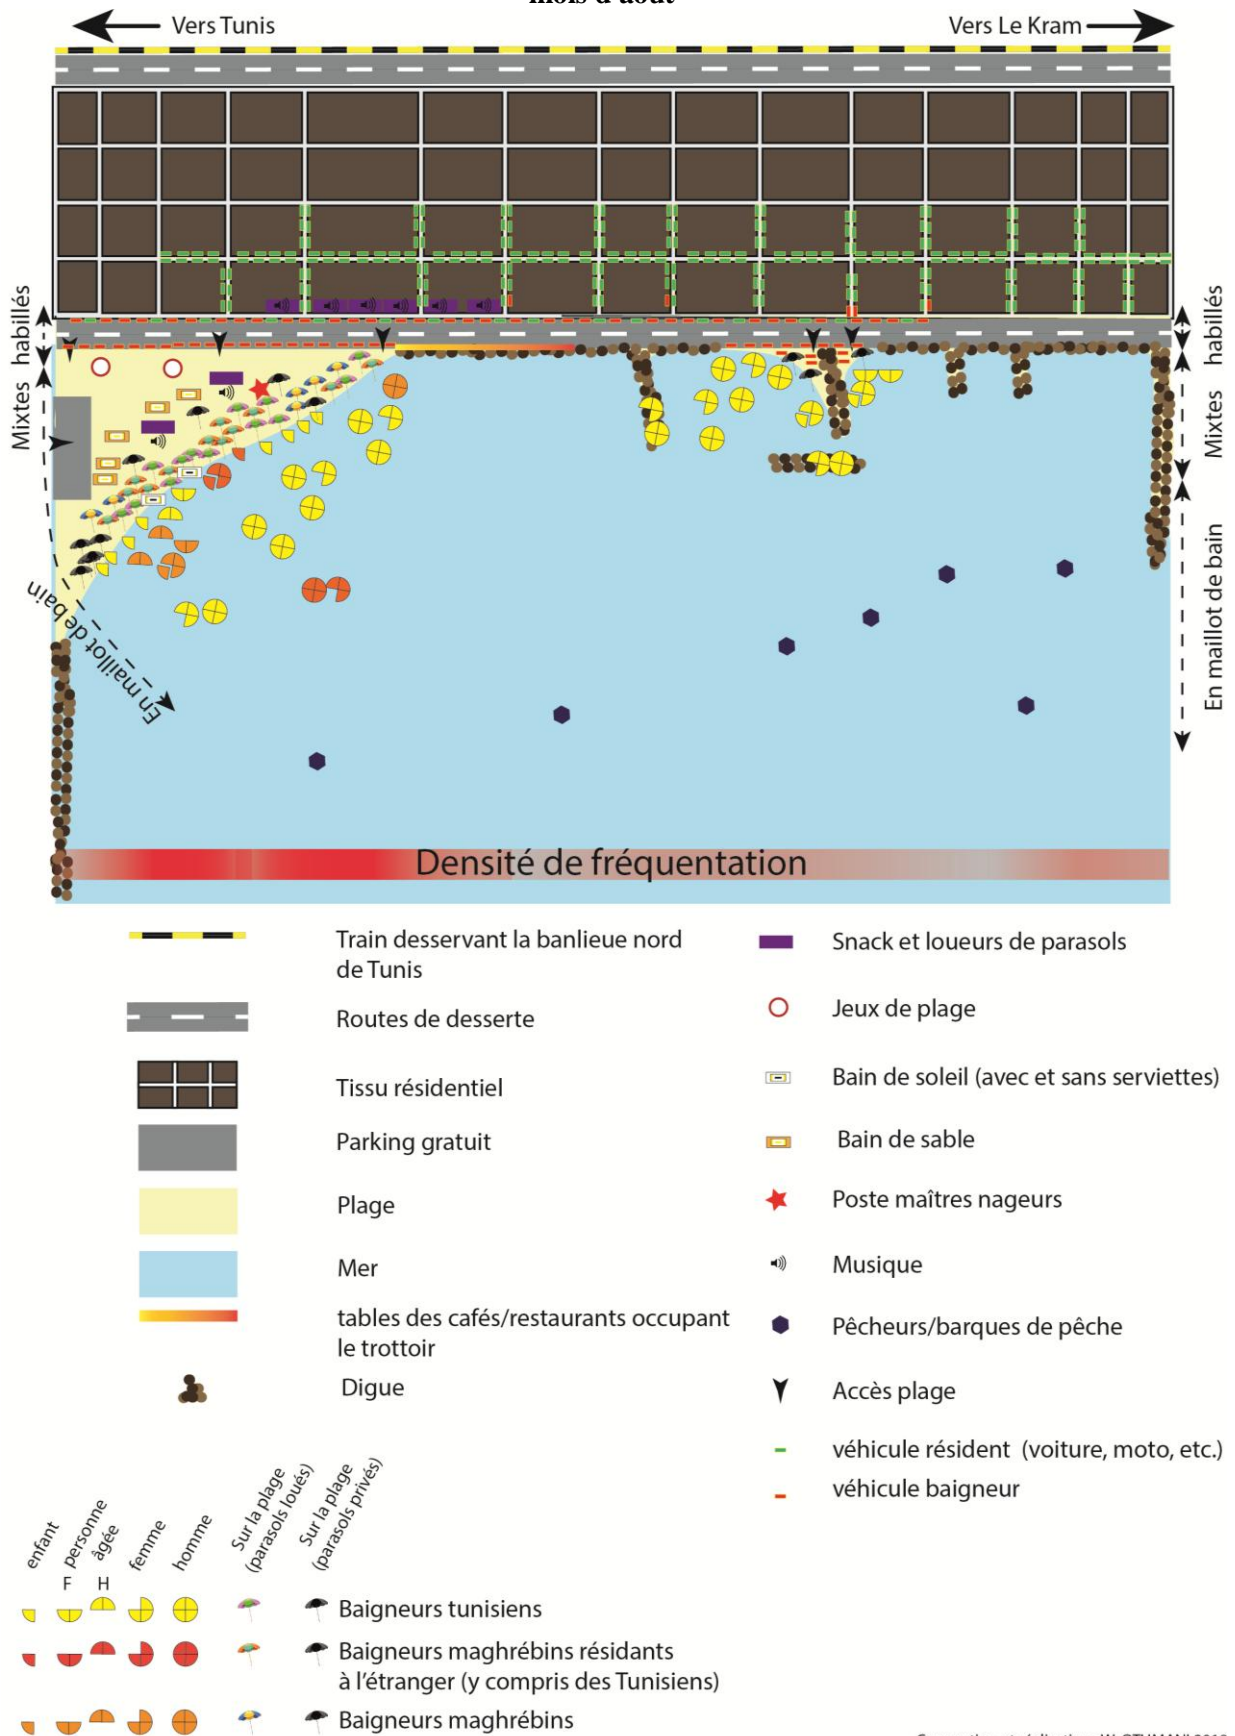 mois d'août
Vers Tunis
Vers Le Kram
habillés
Mixtes
habillés
Mixtes
En maillot de bain
En maillot de bain
Densité de fréquentation
Train desservant la banlieue nord
de Tunis
Routes de desserte
Tissu résidentiel
Parking gratuit
Plage
Mer
tables des cafés/restaurants occupant
le trottoir
Digue
Snack et loueurs de parasols
Jeux de plage
Bain de soleil (avec et sans serviettes)
Bain de sable
Poste maîtres nageurs
Musique
Pêcheurs/barques de pêche
Accès plage
véhicule résident (voiture, moto, etc.)
véhicule baigneur
enfant
personne
âgée
F H
femme
homme
Sur la plage
(parasols loués)
Sur la plage
(parasols privés)
Baigneurs tunisiens
Baigneurs maghrébins résidants
à l'étranger (y compris des Tunisiens)
Baigneurs maghrébins